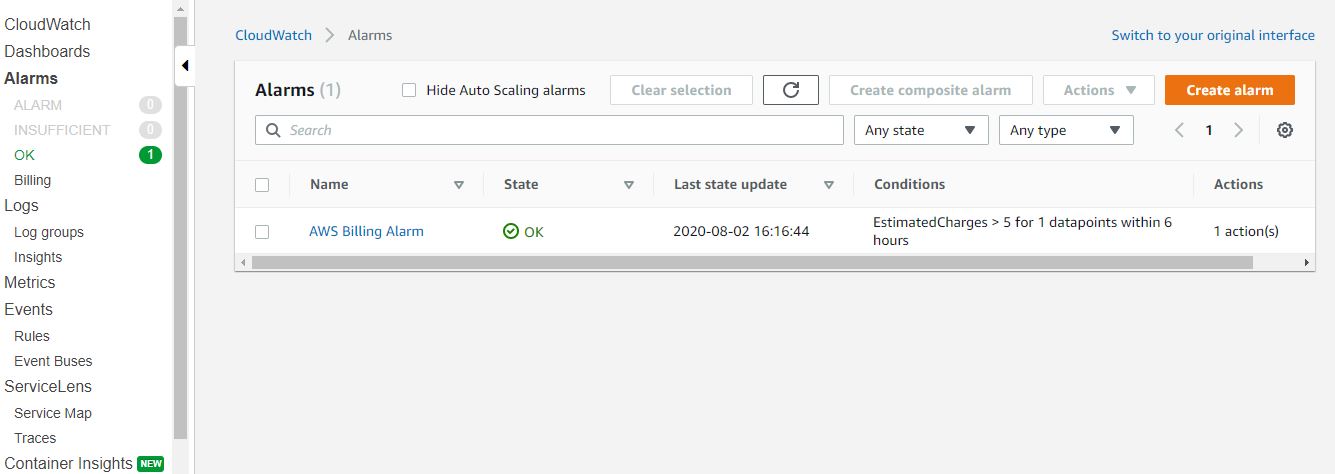 CloudWatch
Dashboards
Alarms
ALARM 0
INSUFFICIENT 0
OK 1
Billing
Logs
Log groups
Insights
Metrics
Events
Rules
Event Buses
ServiceLens
Service Map
Traces
Container Insights NEW
CloudWatch Alarms
Switch to your original interface
Alarms (1) Hide Auto Scaling alarms Clear selection Create composite alarm Actions Create alarm
Search Any state Any type 1
Name State Last state update Conditions Actions
AWS Billing Alarm OK 2020-08-02 16:16:44 EstimatedCharges > 5 for 1 datapoints within 6 1 action(s)
hours